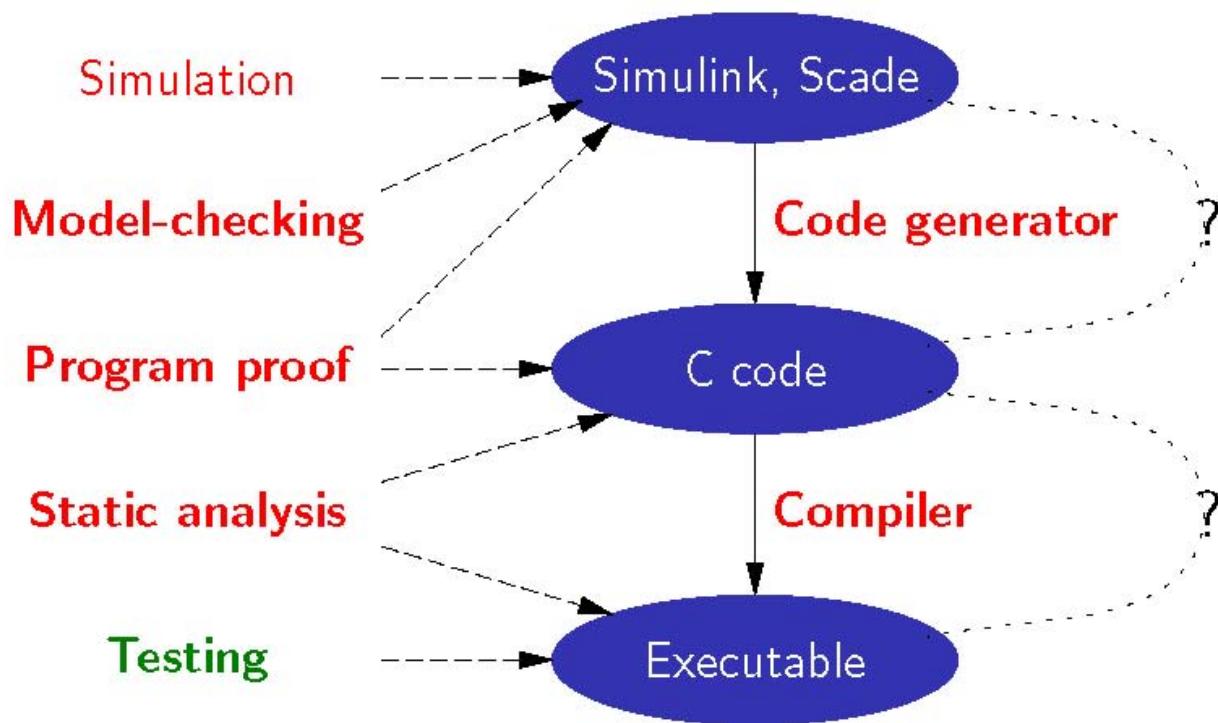 Simulation
Simulink, Scade
Model-checking
Code generator
?
Program proof
C code
Static analysis
Compiler
?
Testing
Executable